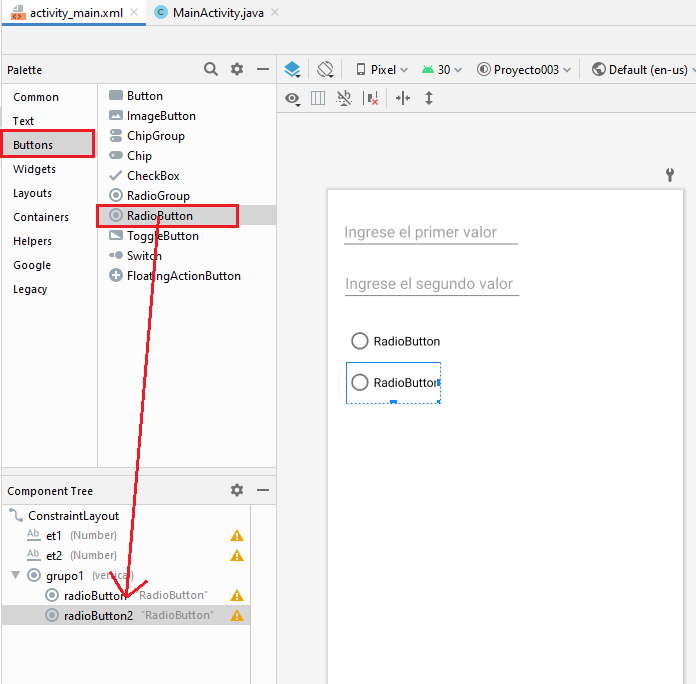 activity_main.xml MainActivity.java
Palette
Pixel 30 Proyecto003 Default (en-us)
Common
Text
Buttons
Widgets
Layouts
Containers
Helpers
Google
Legacy
Button
ImageButton
ChipGroup
Chip
CheckBox
RadioGroup
RadioButton
ToggleButton
Switch
FloatingActionButton
Ingrese el primer valor
Ingrese el segundo valor
RadioButton
RadioButton
Component Tree
ConstraintLayout
Ab et1 (Number)
Ab et2 (Number)
grupo1 (vertical)
radioButton "RadioButton"
radioButton2 "RadioButton"